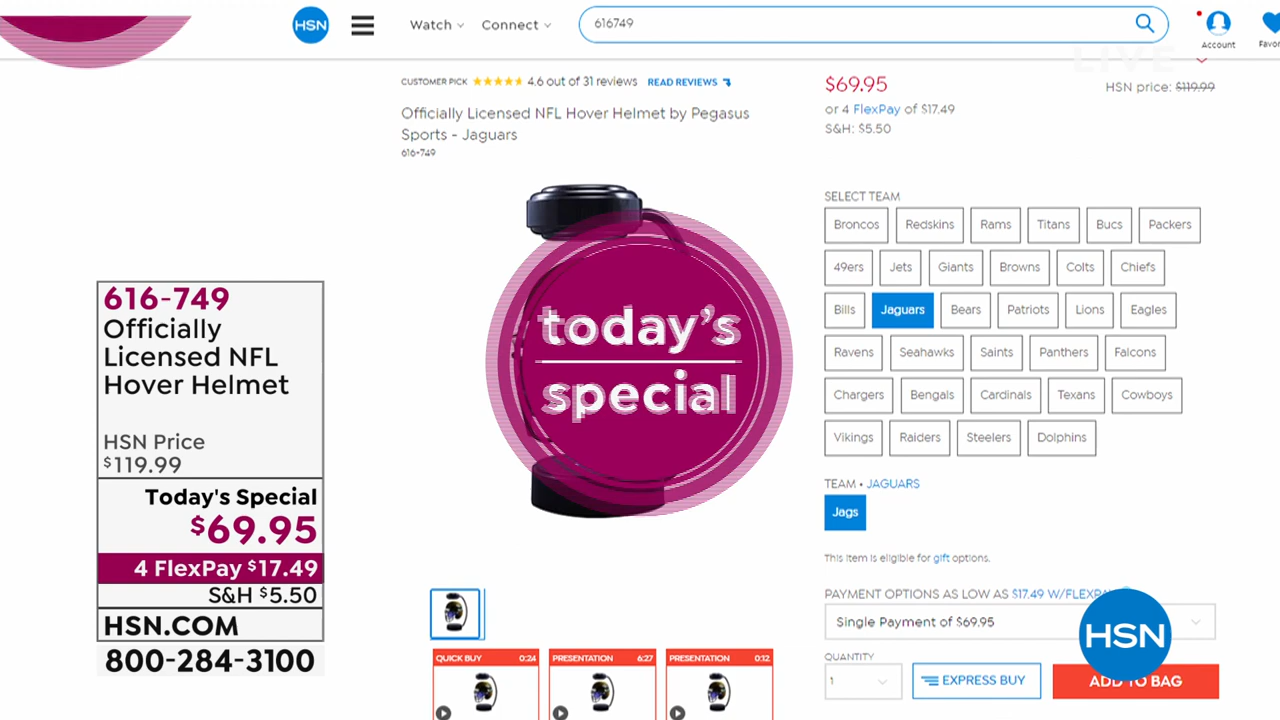 HSN
Watch
Connect
616749
Account
Favor
LIVE
CUSTOMER PICK 4.6 out of 31 reviews READ REVIEWS
Officially Licensed NFL Hover Helmet by Pegasus
Sports - Jaguars
616-749
$69.95
HSN price: $119.99
or 4 FlexPay of $17.49
S&H: $5.50
SELECT TEAM
Broncos Redskins Rams Titans Bucs Packers
49ers Jets Giants Browns Colts Chiefs
Bills Jaguars Bears Patriots Lions Eagles
Ravens Seahawks Saints Panthers Falcons
Chargers Bengals Cardinals Texans Cowboys
Vikings Raiders Steelers Dolphins
TEAM • JAGUARS
Jags
This item is eligible for gift options.
PAYMENT OPTIONS AS LOW AS $17.49 W/FLEXPA
Single Payment of $69.95
QUANTITY
1
EXPRESS BUY
ADD TO BAG
HSN
today's
special
QUICK BUY 0:24
PRESENTATION 6:27
PRESENTATION 0:12
616-749
Officially
Licensed NFL
Hover Helmet
HSN Price
$119.99
Today's Special
$69.95
4 FlexPay $17.49
S&H $5.50
HSN.COM
800-284-3100